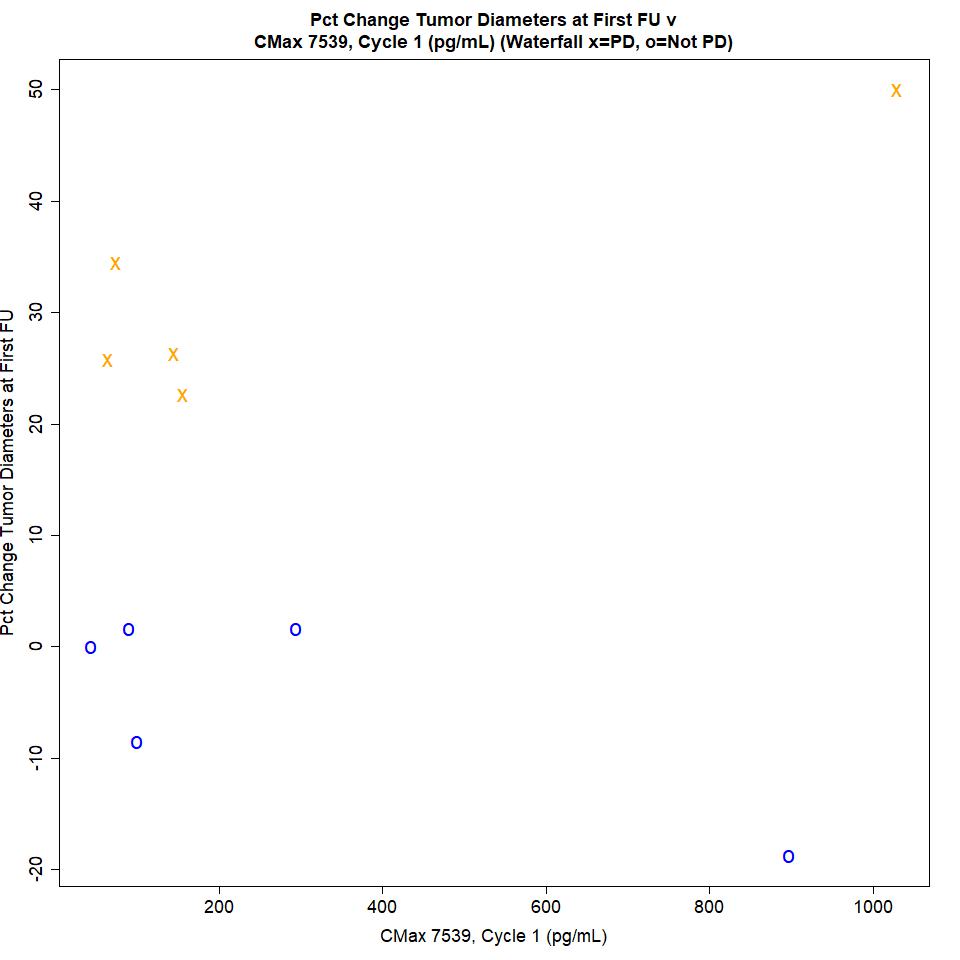 Pct Change Tumor Diameters at First FU v
CMax 7539, Cycle 1 (pg/mL) (Waterfall x=PD, o=Not PD)
Pct Change Tumor Diameters at First FU
50
40
30
20
10
0
-10
-20
X
X
X
X
X
O
O
O
O
O
200 400 600 800 1000
CMax 7539, Cycle 1 (pg/mL)